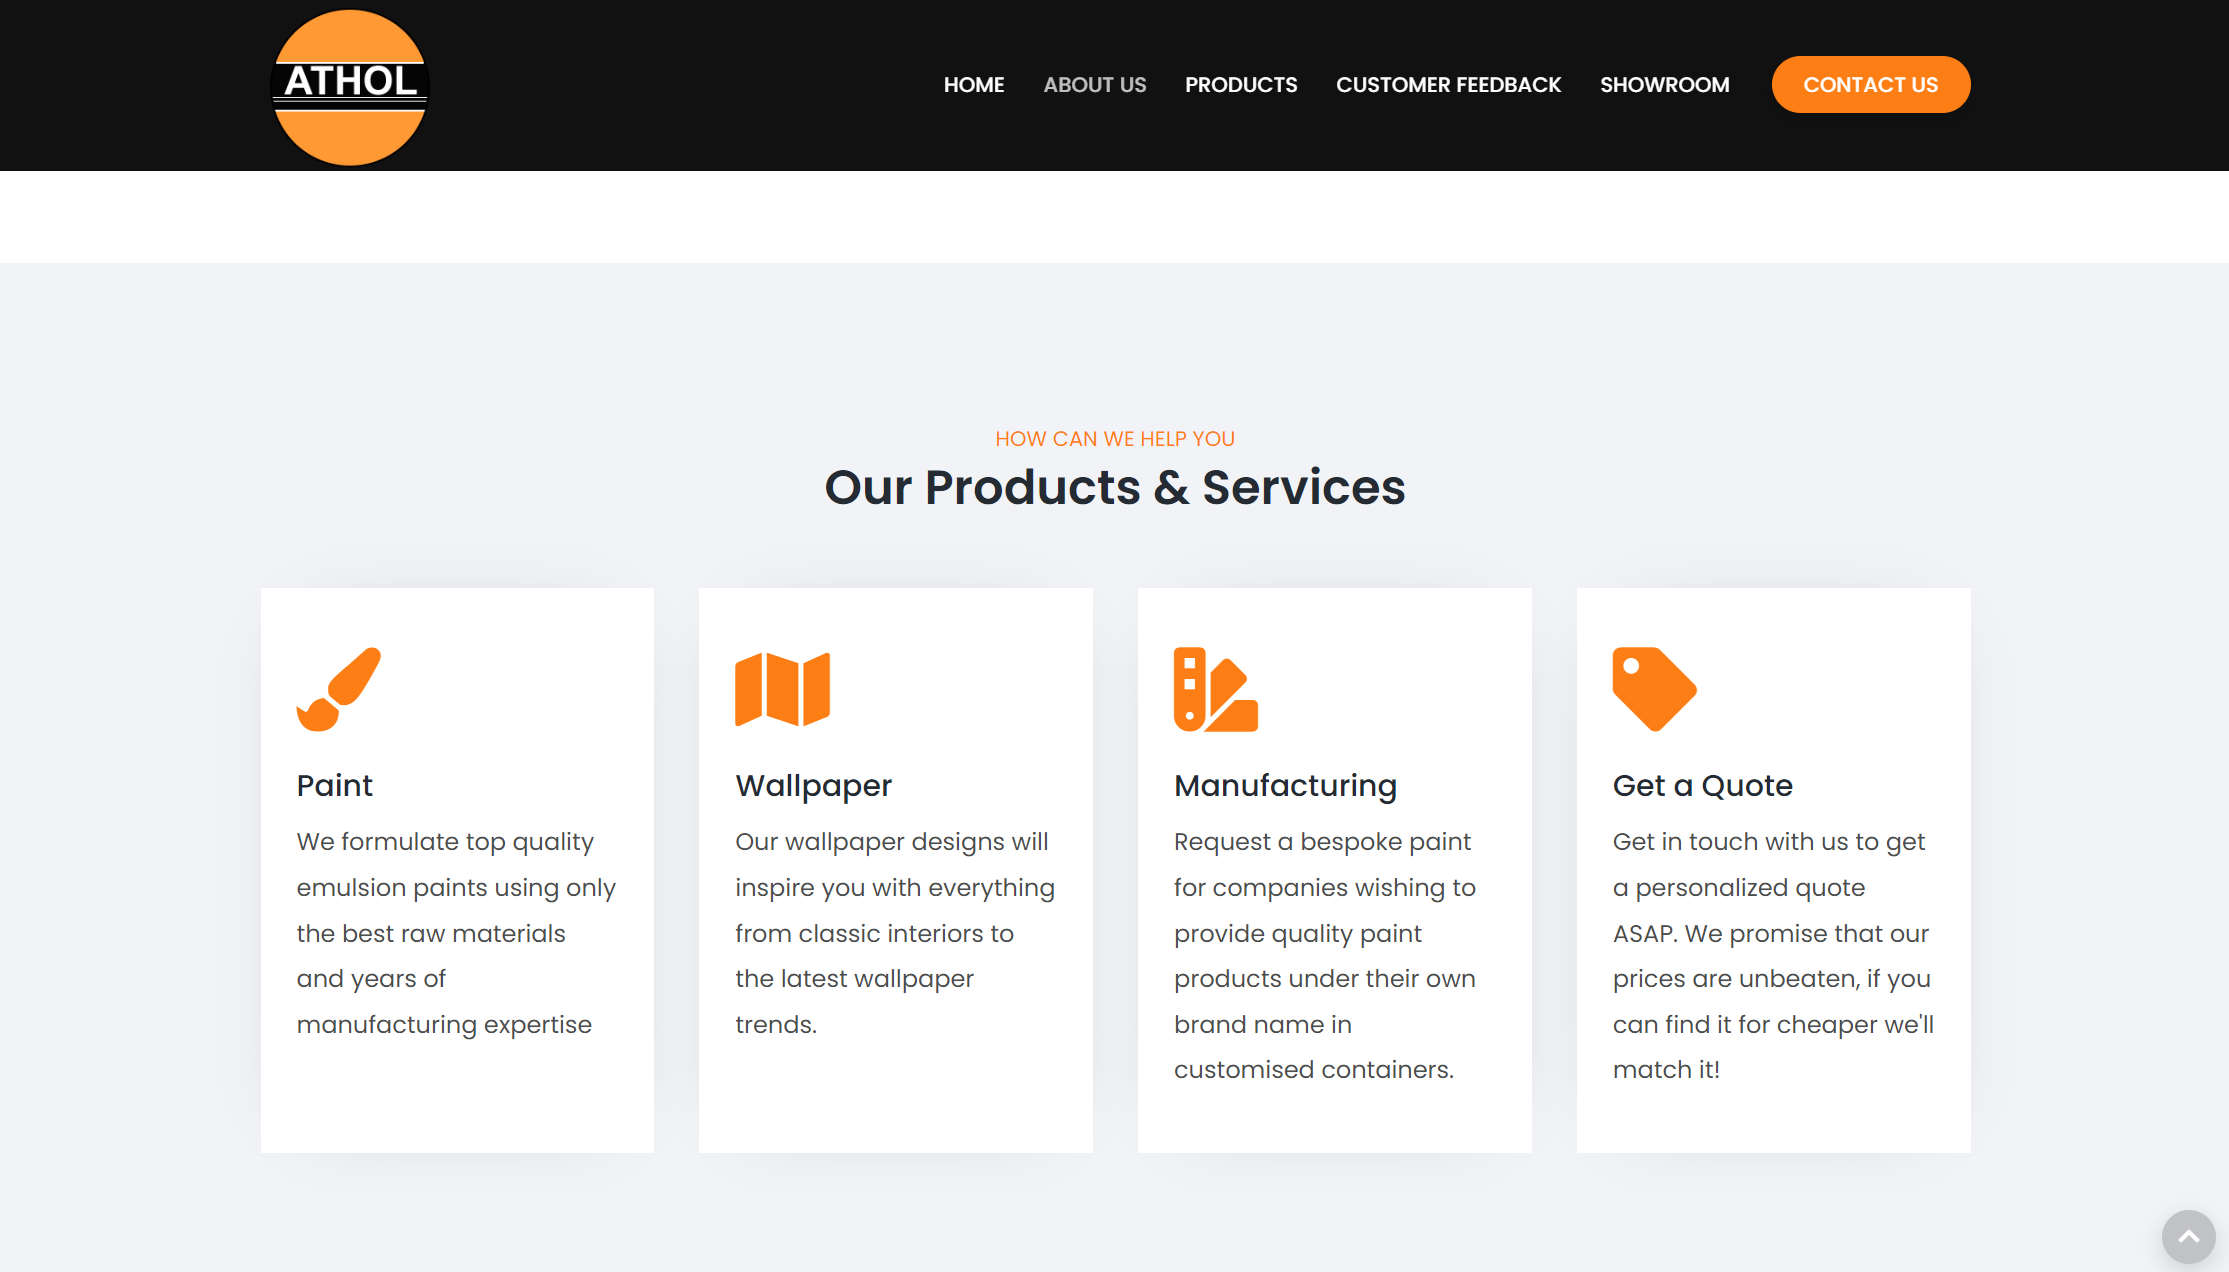 ATHOL
HOME ABOUT US PRODUCTS CUSTOMER FEEDBACK SHOWROOM CONTACT US
HOW CAN WE HELP YOU
Our Products & Services
Paint
We formulate top quality
emulsion paints using only
the best raw materials
and years of
manufacturing expertise
Wallpaper
Our wallpaper designs will
inspire you with everything
from classic interiors to
the latest wallpaper
trends.
Manufacturing
Request a bespoke paint
for companies wishing to
provide quality paint
products under their own
brand name in
customised containers.
Get a Quote
Get in touch with us to get
a personalized quote
ASAP. We promise that our
prices are unbeaten, if you
can find it for cheaper we'll
match it!